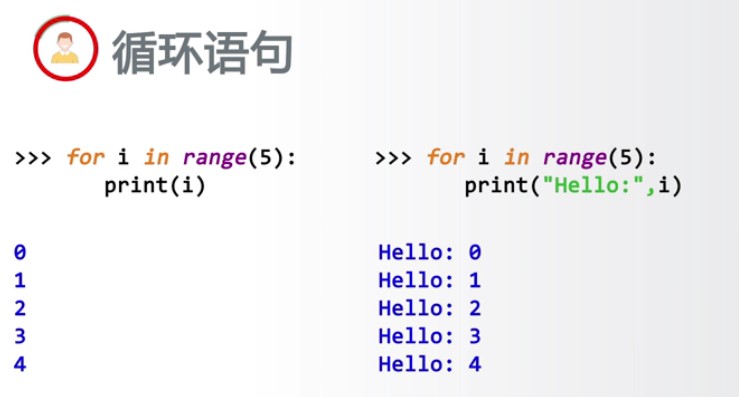 循环语句
>>> for i in range(5):
        print(i)
0
1
2
3
4
>>> for i in range(5):
        print("Hello:",i)
Hello: 0
Hello: 1
Hello: 2
Hello: 3
Hello: 4